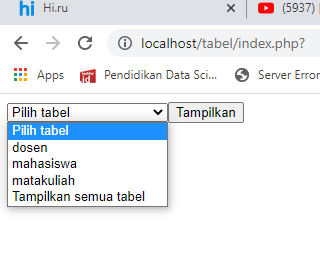 hi Hi.ru × (5937)
localhost/tabel/index.php?
Apps Pendidikan Data Sci... Server Error
Pilih tabel Tampilkan
Pilih tabel
dosen
mahasiswa
matakuliah
Tampilkan semua tabel